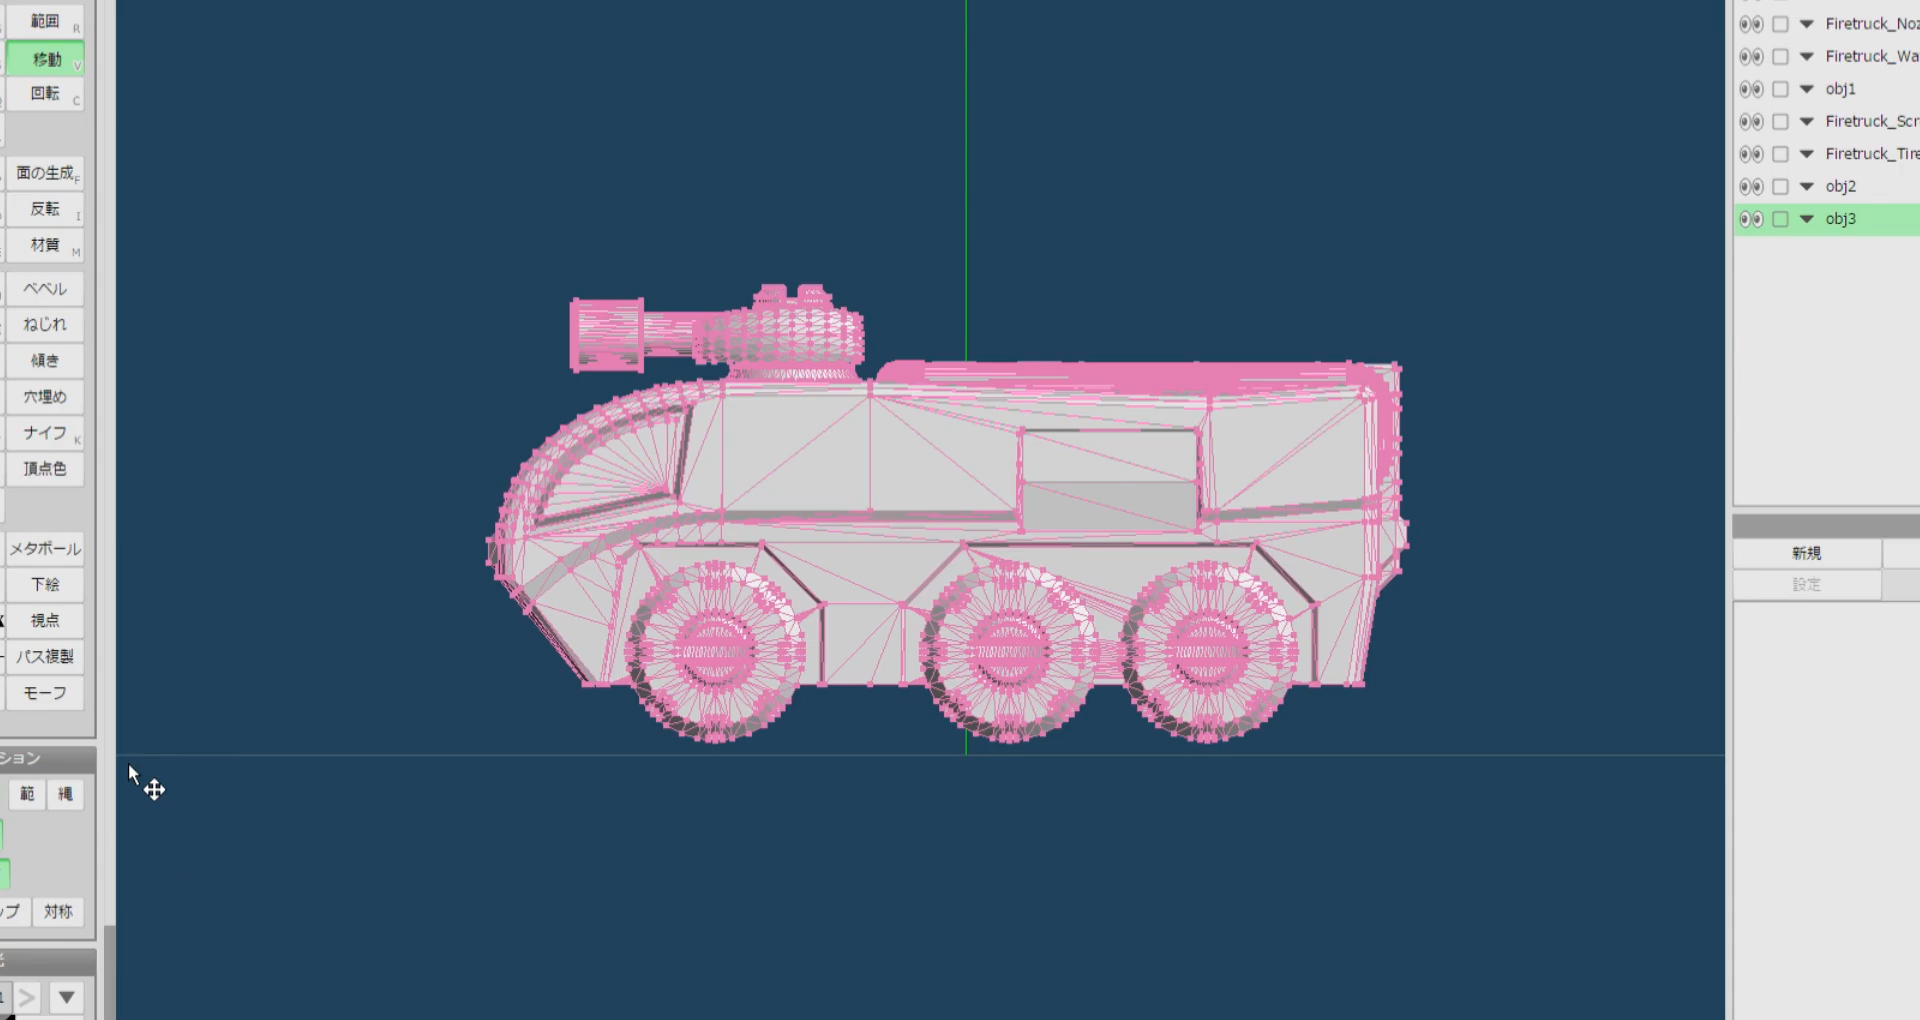 範囲 R
移動 V
回転 C
面の生成 F
反転 I
材質 M
ベベル
ねじれ
傾き
穴埋め
ナイフ K
頂点色
メタボール
下絵
視点
パス複製
モーフ
ション
範 縄
ップ 対称
Firetruck_Noz
Firetruck_Wa
obj1
Firetruck_Scr
Firetruck_Tire
obj2
obj3
新規
設定